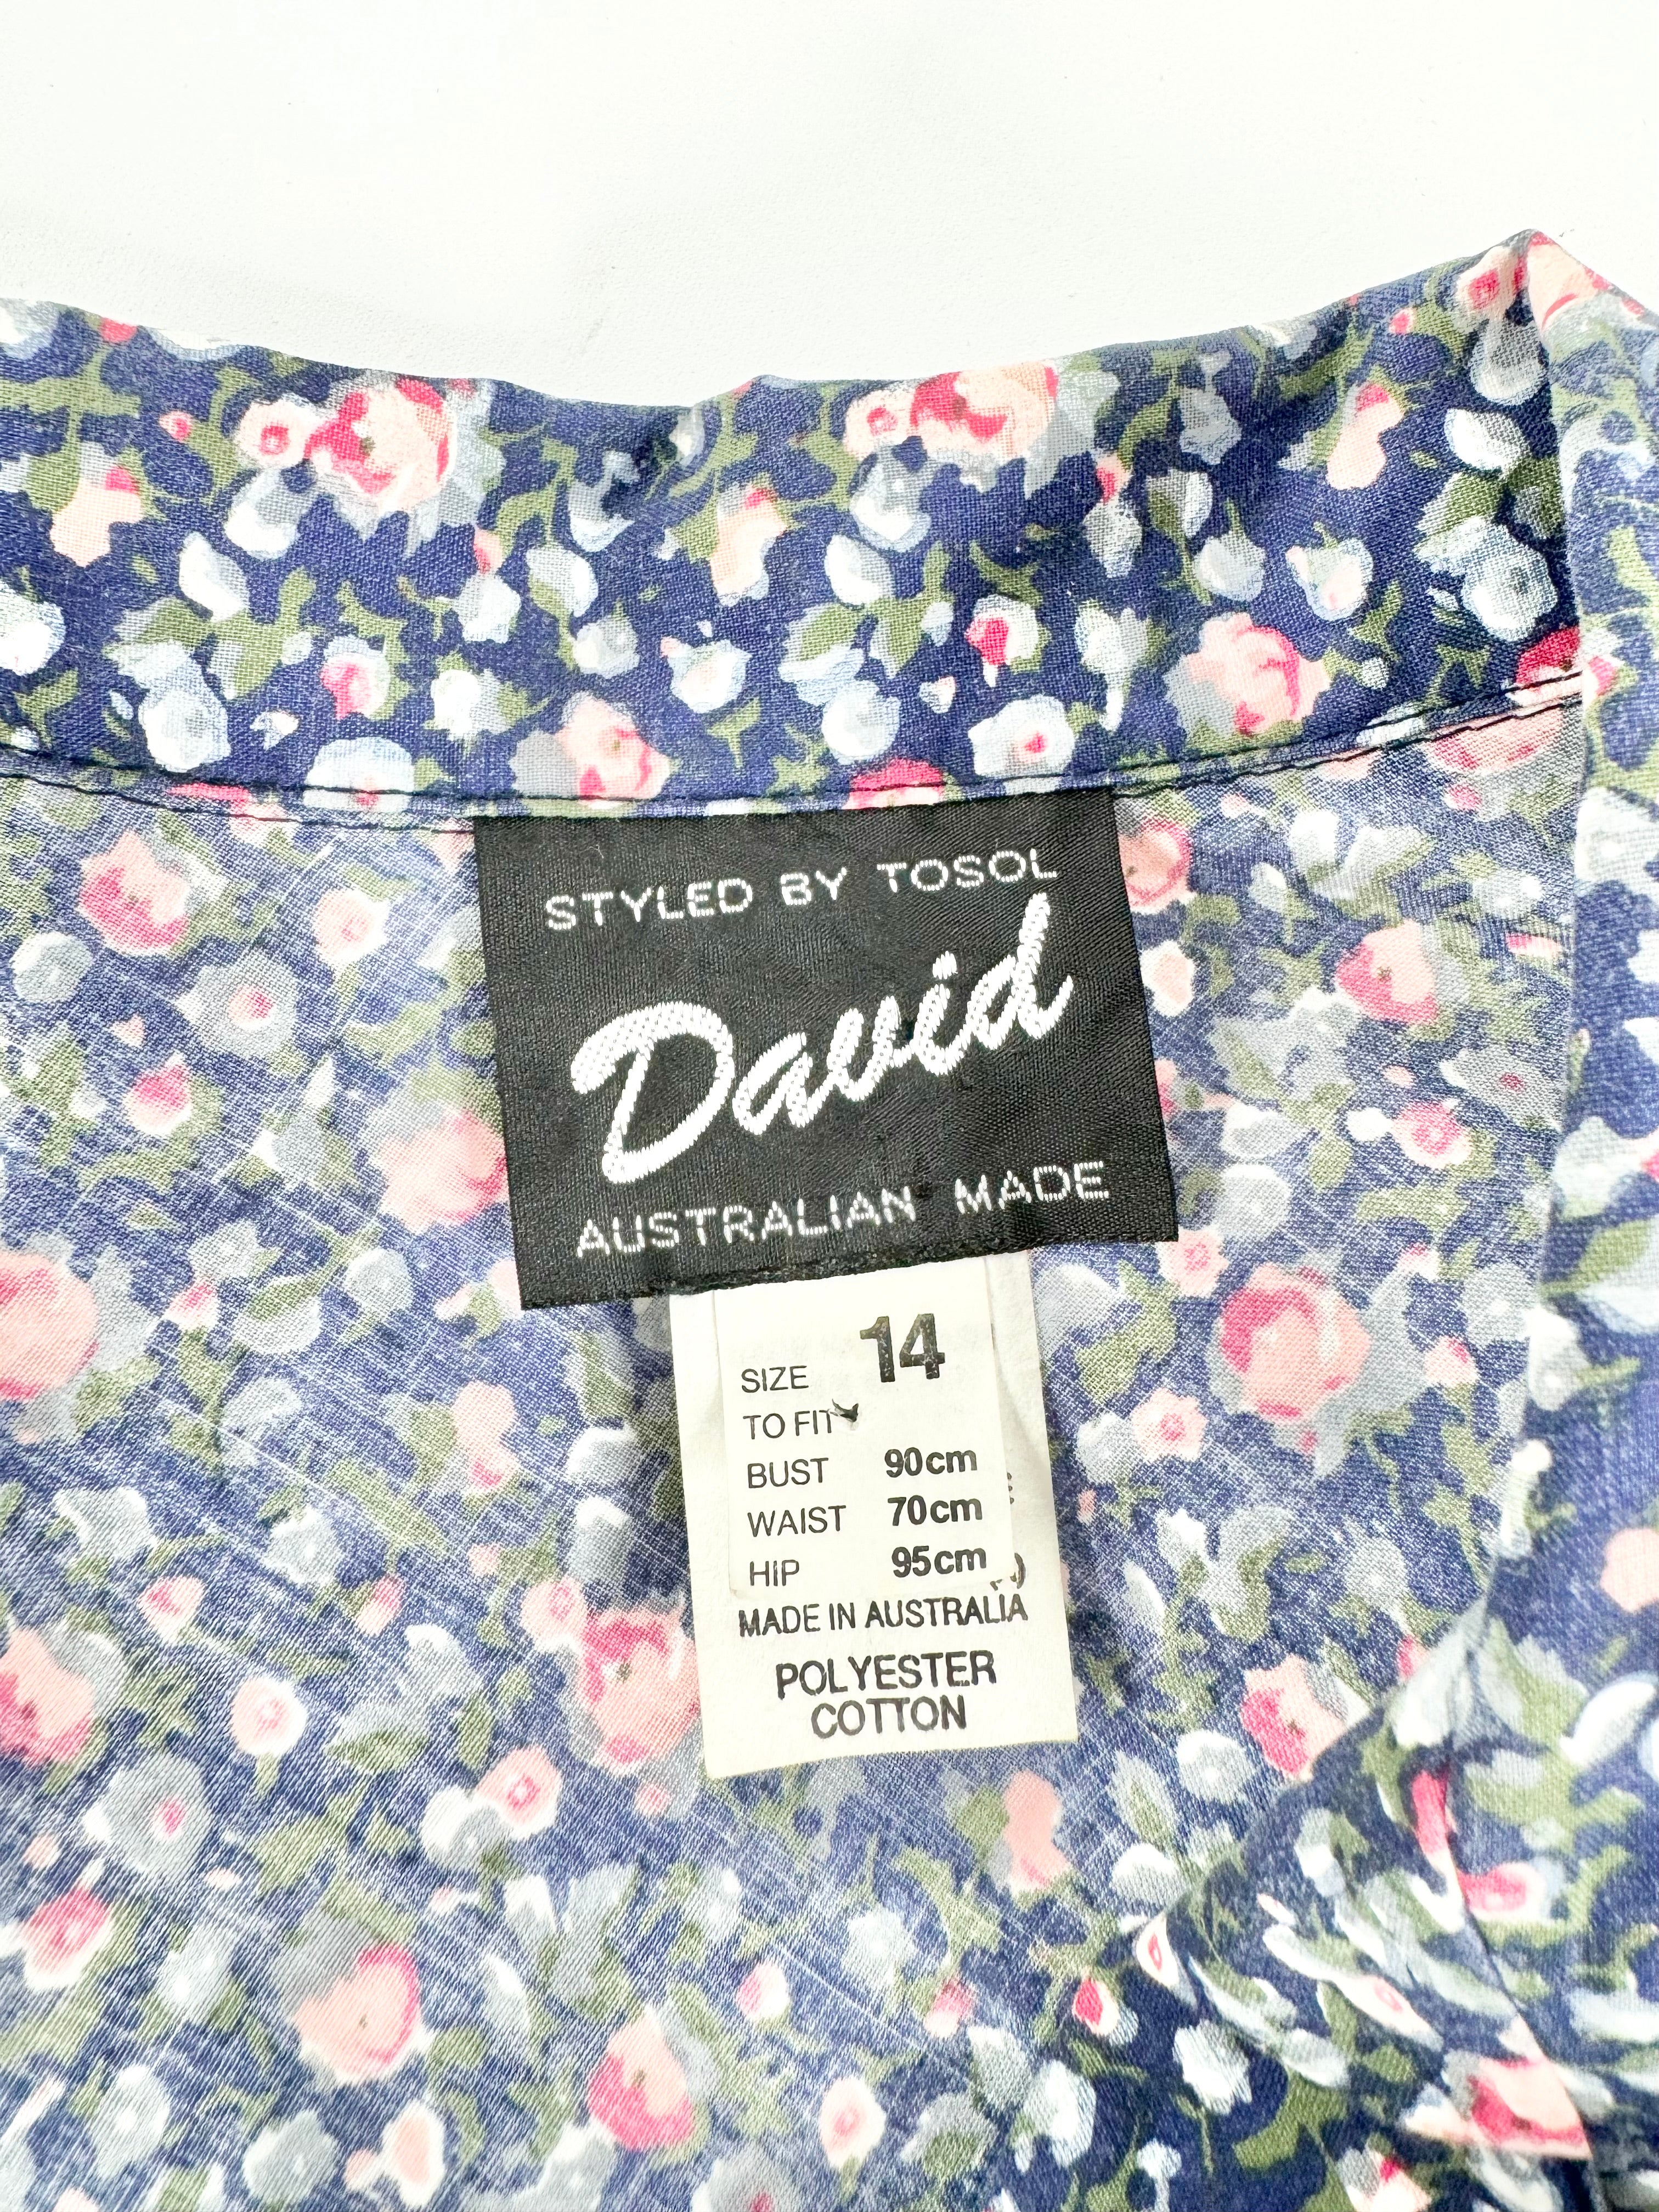 STYLED BY TOSOL
David
AUSTRALIAN MADE
SIZE 14
TO FIT
BUST 90cm
WAIST 70cm
HIP 95cm
MADE IN AUSTRALIA
POLYESTER
COTTON